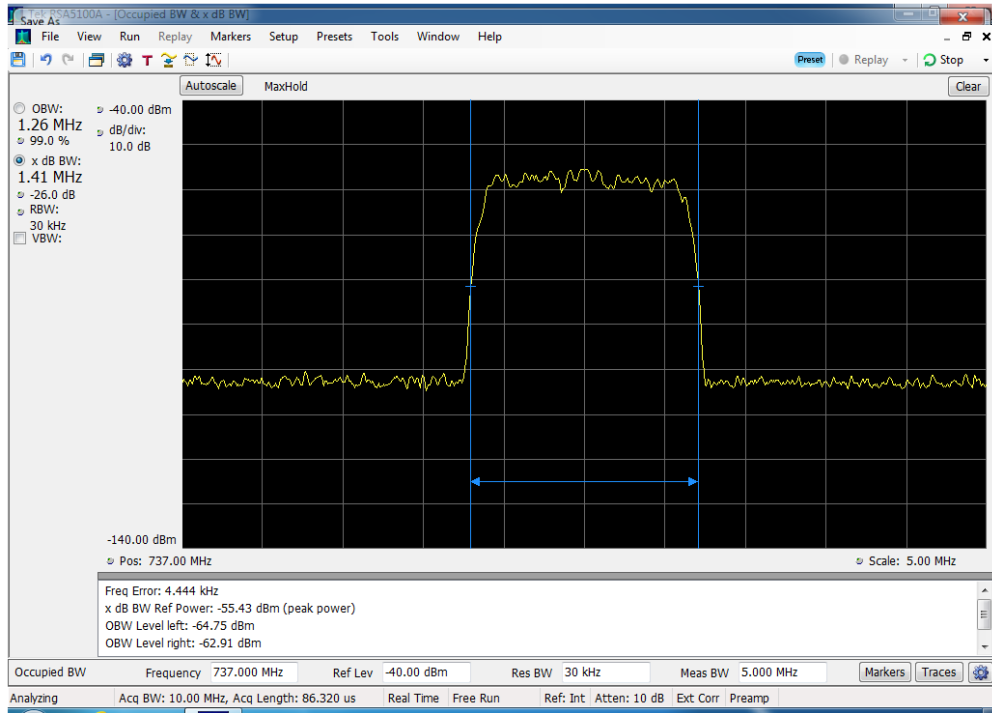 Tek RSA5100A - [Occupied BW & x dB BW]
Save As
File View Run Replay Markers Setup Presets Tools Window Help
T Preset Replay Stop
Autoscale MaxHold Clear
OBW:
1.26 MHz
99.0 %
x dB BW:
1.41 MHz
-26.0 dB
RBW:
30 kHz
VBW:
-40.00 dBm
dB/div:
10.0 dB
-140.00 dBm
Pos: 737.00 MHz Scale: 5.00 MHz
Freq Error: 4.444 kHz
x dB BW Ref Power: -55.43 dBm (peak power)
OBW Level left: -64.75 dBm
OBW Level right: -62.91 dBm
Occupied BW Frequency 737.000 MHz Ref Lev -40.00 dBm Res BW 30 kHz Meas BW 5.000 MHz Markers Traces
Analyzing Acq BW: 10.00 MHz, Acq Length: 86.320 us Real Time Free Run Ref: Int Atten: 10 dB Ext Corr Preamp